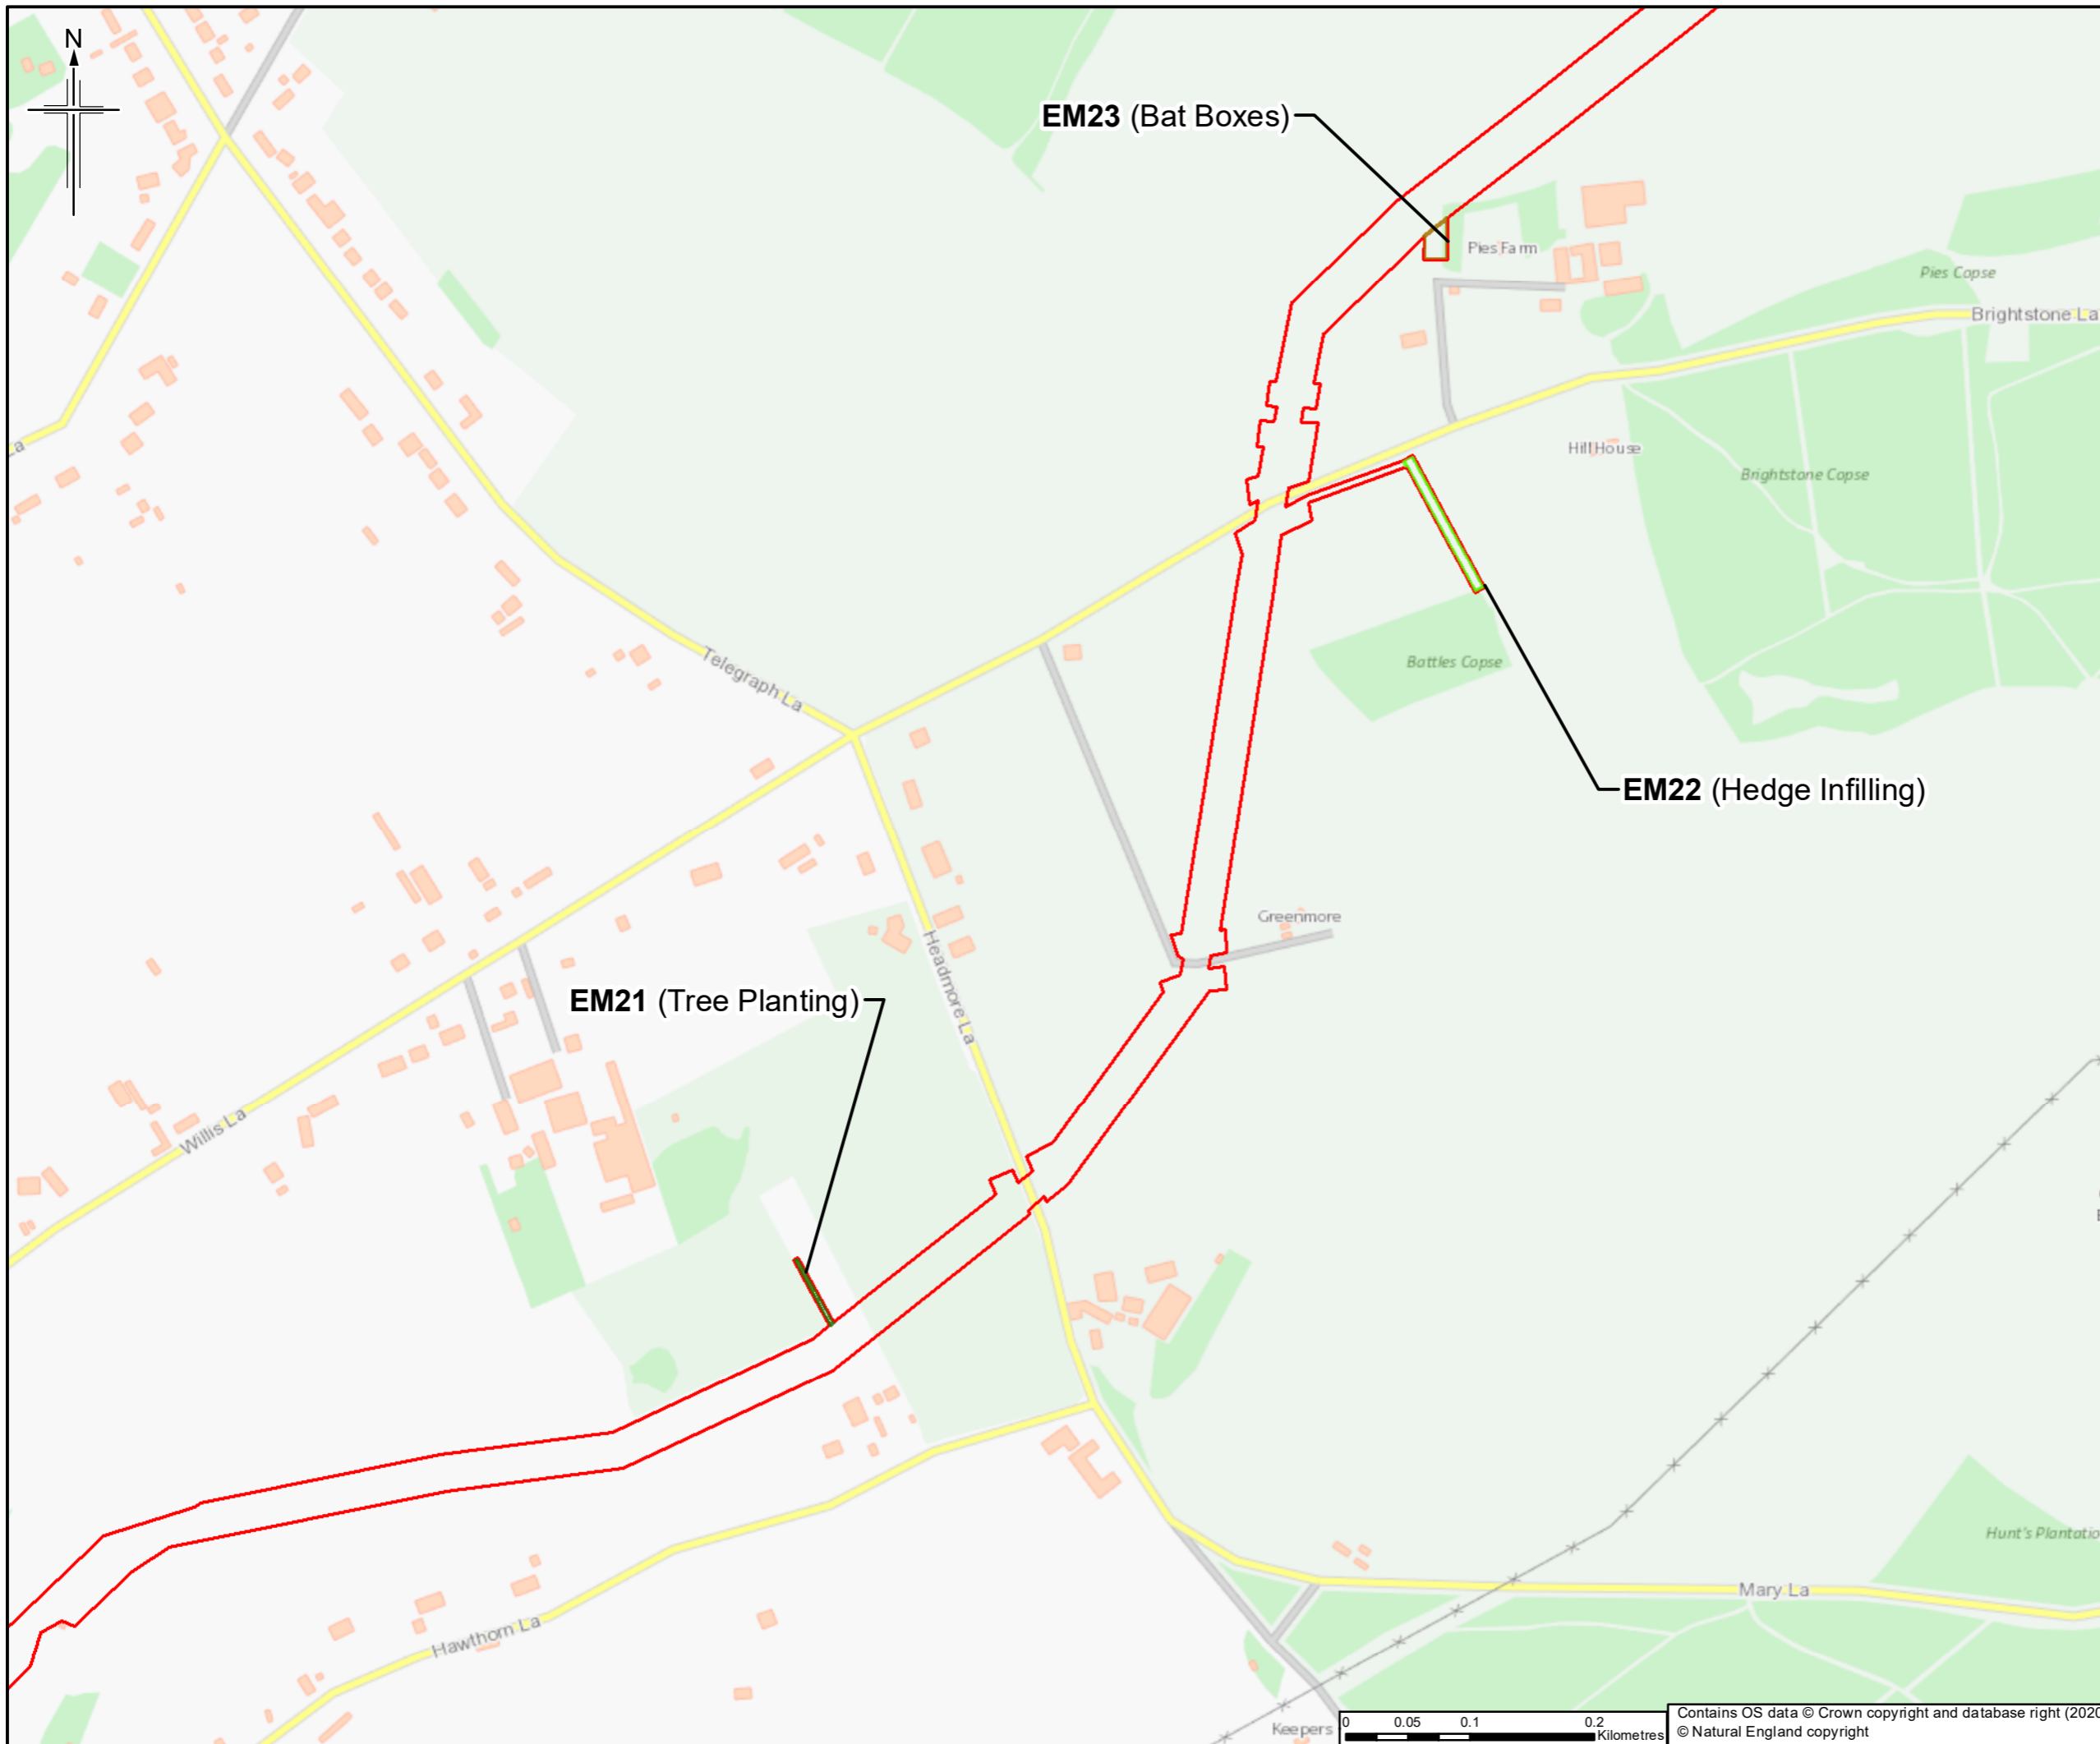 N
EM23 (Bat Boxes)
Pies Farm
Pies Copse
Brightstone La
Hill House
Brightstone Copse
Telegraph La
Battles Copse
EM22 (Hedge Infilling)
Greenmore
Headmore La
EM21 (Tree Planting)
Willis La
Hunt's Plantatio
Mary La
Hawthorn La
Keepers
0 0.05 0.1 0.2
Kilometres
Contains OS data © Crown copyright and database right (2020
© Natural England copyright